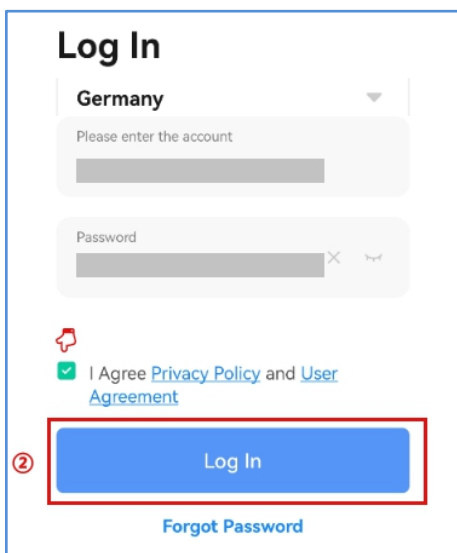 Log In
Germany
Please enter the account
Password
I Agree Privacy Policy and User
Agreement
② Log In
Forgot Password